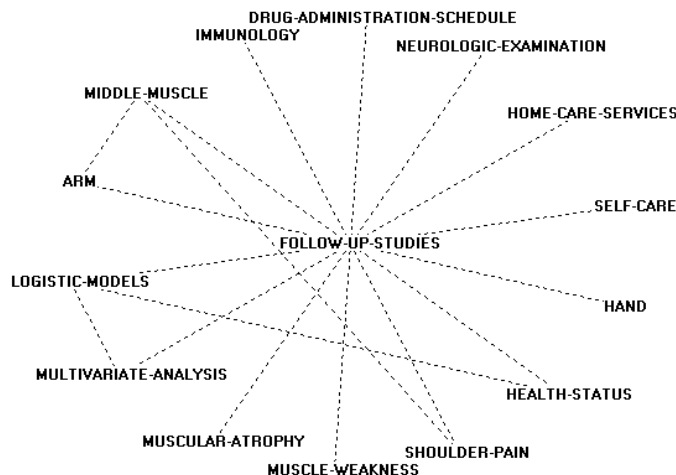 DRUG-ADMINISTRATION-SCHEDULE
IMMUNOLOGY
NEUROLOGIC-EXAMINATION
MIDDLE-MUSCLE
HOME-CARE-SERVICES
ARM
SELF-CARE
FOLLOW-UP-STUDIES
LOGISTIC-MODELS
HAND
MULTIVARIATE-ANALYSIS
HEALTH-STATUS
MUSCULAR-ATROPHY
SHOULDER-PAIN
MUSCLE-WEAKNESS